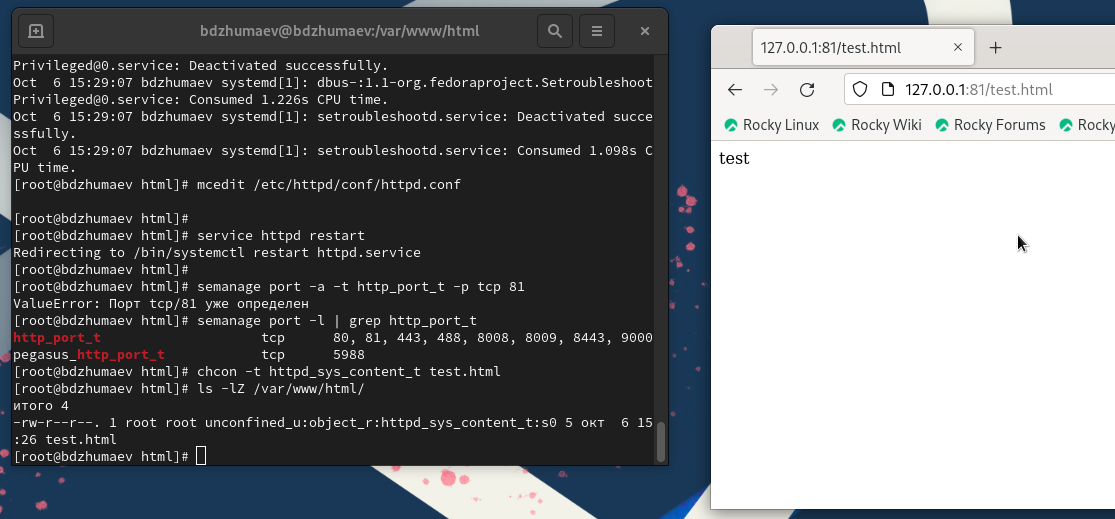 bdzhumaev@bdzhumaev:/var/www/html
Privileged@0.service: Deactivated successfully.
Oct  6 15:29:07 bdzhumaev systemd[1]: dbus-:1.1-org.fedoraproject.Setroubleshoot
Privileged@0.service: Consumed 1.226s CPU time.
Oct  6 15:29:07 bdzhumaev systemd[1]: setroubleshootd.service: Deactivated succe
ssfully.
Oct  6 15:29:07 bdzhumaev systemd[1]: setroubleshootd.service: Consumed 1.098s C
PU time.
[root@bdzhumaev html]# mcedit /etc/httpd/conf/httpd.conf
[root@bdzhumaev html]#
[root@bdzhumaev html]# service httpd restart
Redirecting to /bin/systemctl restart httpd.service
[root@bdzhumaev html]#
[root@bdzhumaev html]# semanage port -a -t http_port_t -p tcp 81
ValueError: Порт tcp/81 уже определен
[root@bdzhumaev html]# semanage port -l | grep http_port_t
http_port_t                    tcp      80, 81, 443, 488, 8008, 8009, 8443, 9000
pegasus_http_port_t            tcp      5988
[root@bdzhumaev html]# chcon -t httpd_sys_content_t test.html
[root@bdzhumaev html]# ls -lZ /var/www/html/
итого 4
-rw-r--r--. 1 root root unconfined_u:object_r:httpd_sys_content_t:s0 5 окт  6 15
:26 test.html
[root@bdzhumaev html]#
127.0.0.1:81/test.html
127.0.0.1:81/test.html
Rocky Linux Rocky Wiki Rocky Forums Rocky
test